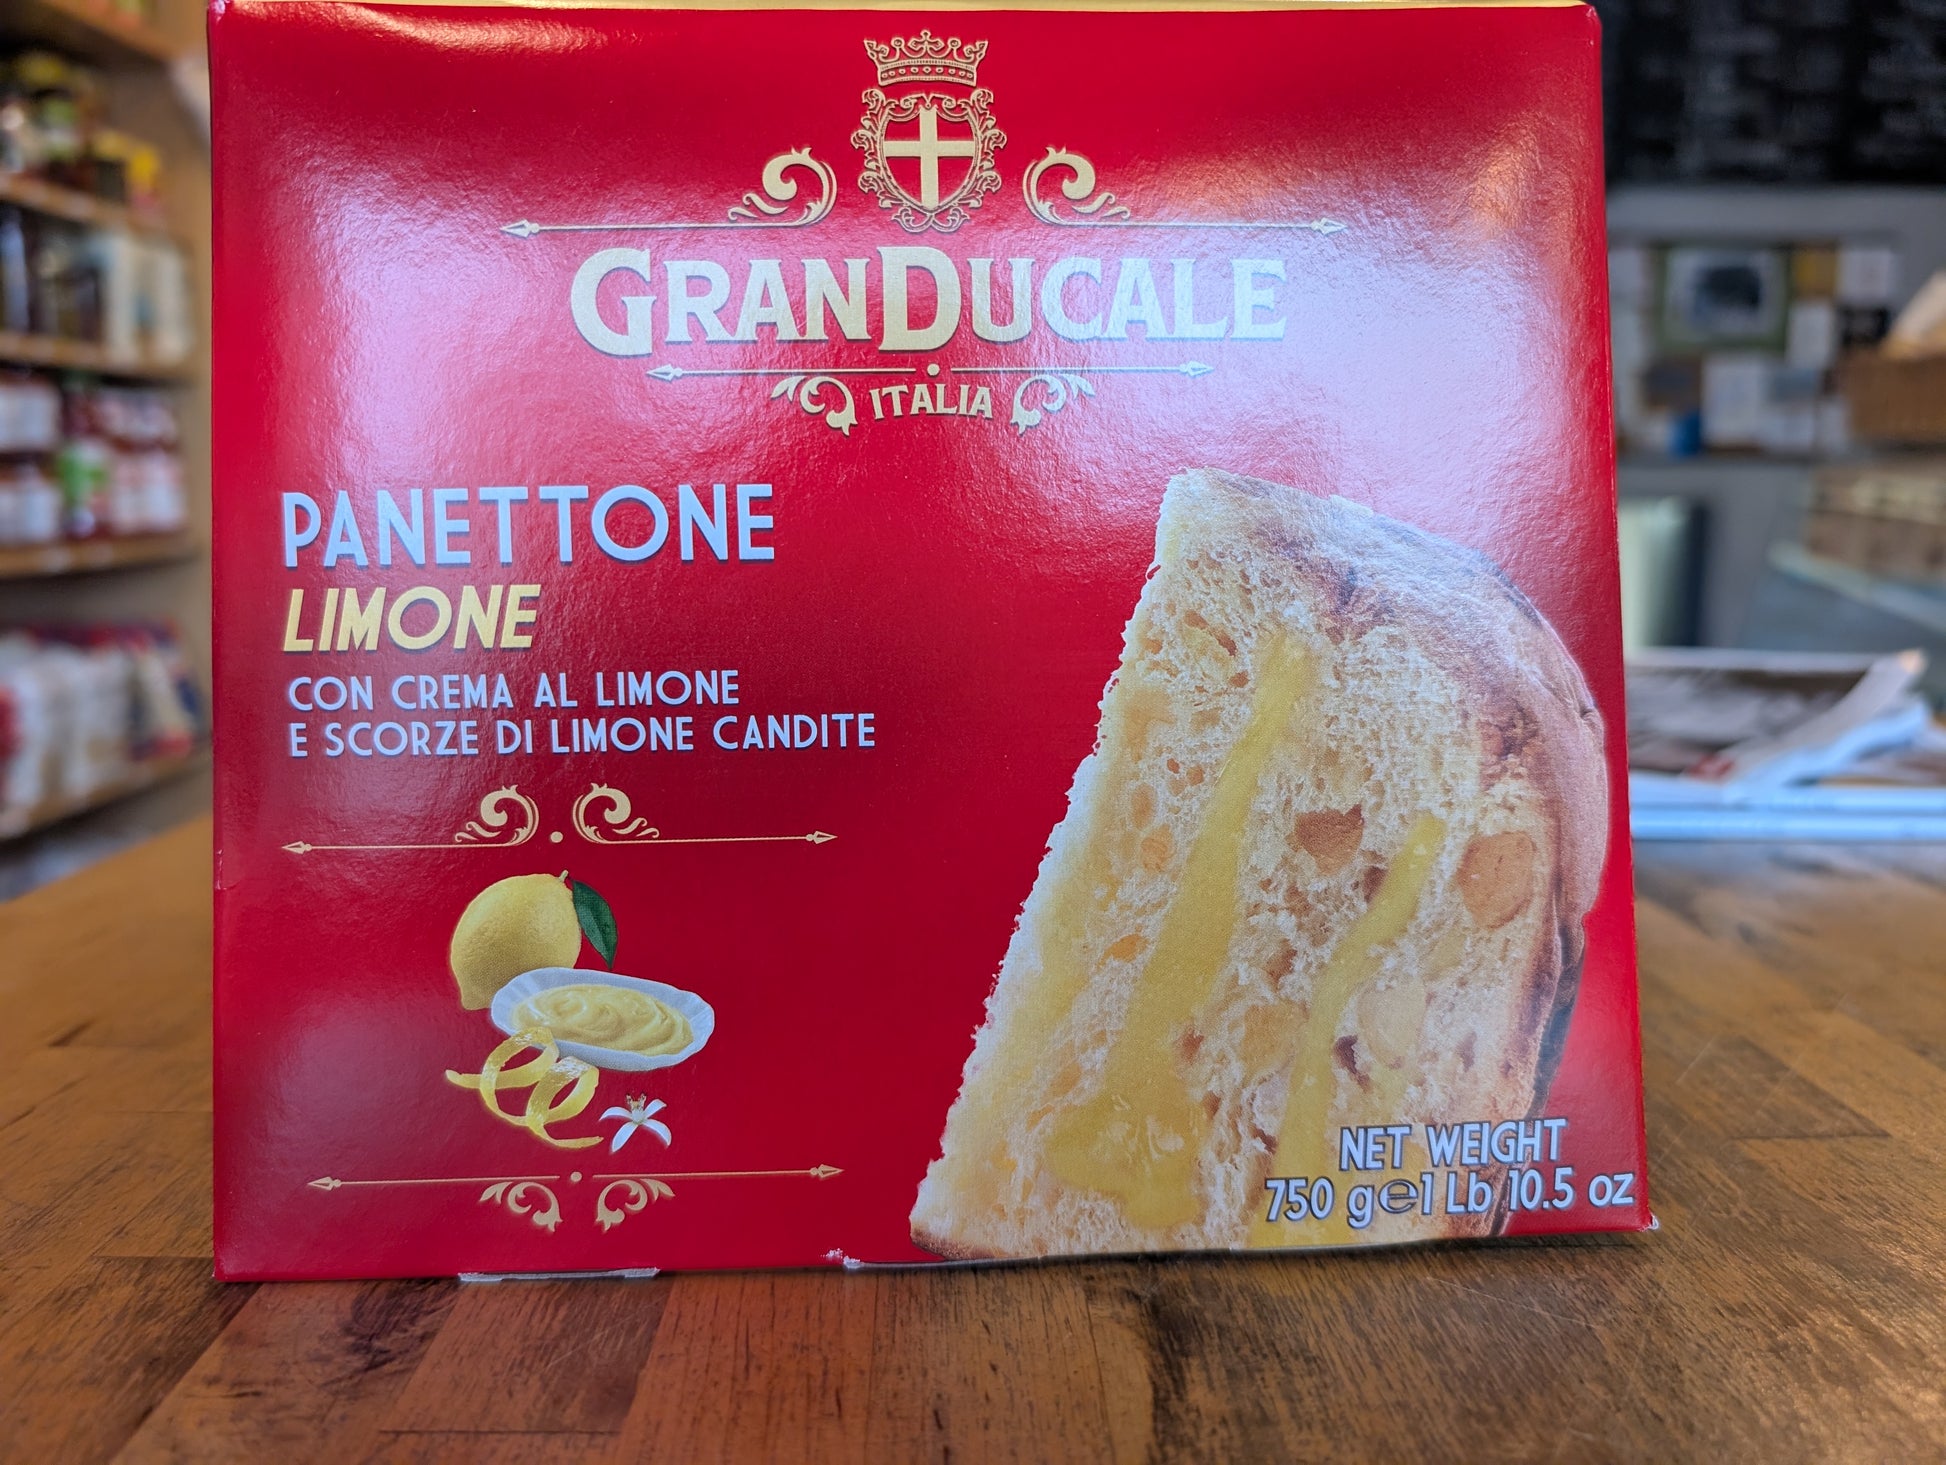 GRANDUCALE
ITALIA
PANETTONE
LIMONE
CON CREMA AL LIMONE
E SCORZE DI LIMONE CANDITE
NET WEIGHT
750 g e 1 Lb 10.5 oz